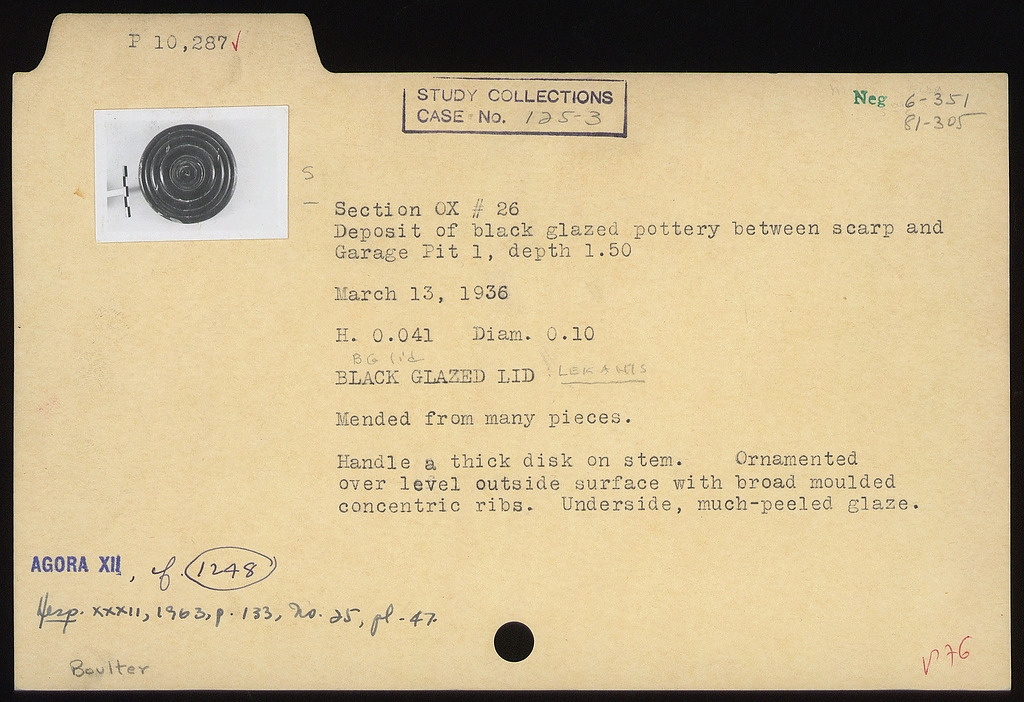 P 10,287✓
STUDY COLLECTIONS
CASE No. 125-3
Neg 6-351
81-305
S
— Section OX # 26
Deposit of black glazed pottery between scarp and
Garage Pit 1, depth 1.50
March 13, 1936
H. 0.041   Diam. 0.10
BG lid
BLACK GLAZED LID : LEKANIS
Mended from many pieces.
Handle a thick disk on stem.   Ornamented
over level outside surface with broad moulded
concentric ribs.  Underside, much-peeled glaze.
AGORA XII, cf. 1248
Hesp. XXXII, 1963, p. 133, No. 25, pl. 47.
Boulter
✓76